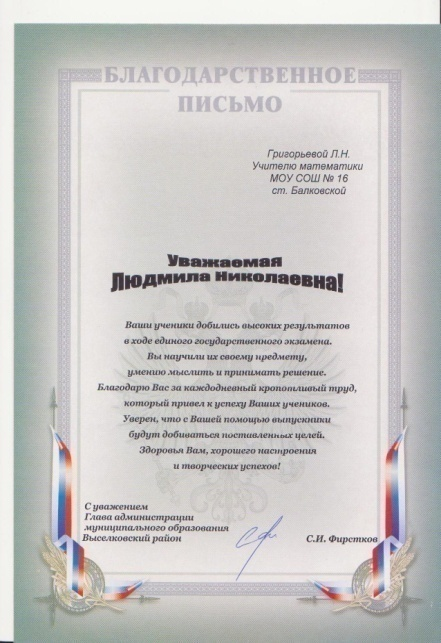 БЛАГОДАРСТВЕННОЕ
ПИСЬМО
Григорьевой Л.Н.
Учителю математики
МОУ СОШ № 16
ст. Балковской
Уважаемая
Людмила Николаевна!
Ваши ученики добились высоких результатов
в ходе единого государственного экзамена.
Вы научили их своему предмету,
умению мыслить и принимать решение.
Благодарю Вас за каждодневный кропотливый труд,
который привел к успеху Ваших учеников.
Уверен, что с Вашей помощью выпускники
будут добиваться поставленных целей.
Здоровья Вам, хорошего настроения
и творческих успехов!
С уважением
Глава администрации
муниципального образования
Выселковский район
С.И. Фирстков